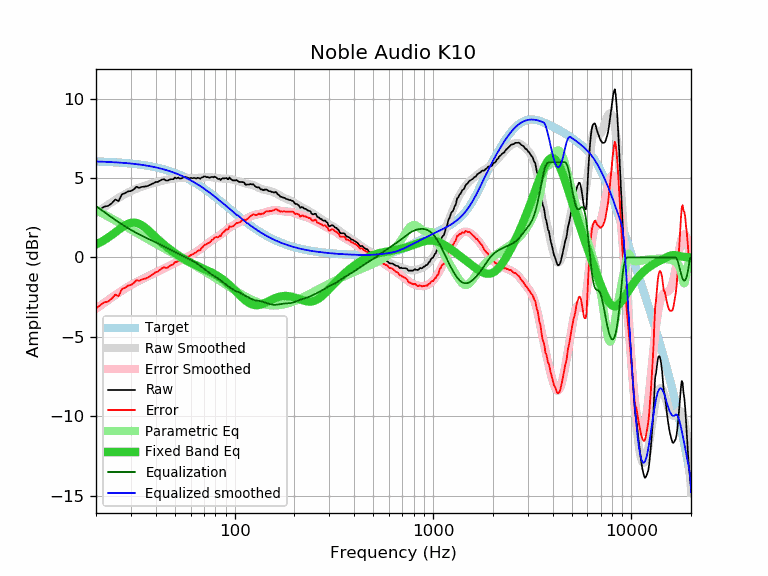 Noble Audio K10
10
5
0
−5
−10
−15
Amplitude (dBr)
Target
Raw Smoothed
Error Smoothed
Raw
Error
Parametric Eq
Fixed Band Eq
Equalization
Equalized smoothed
100
1000
10000
Frequency (Hz)